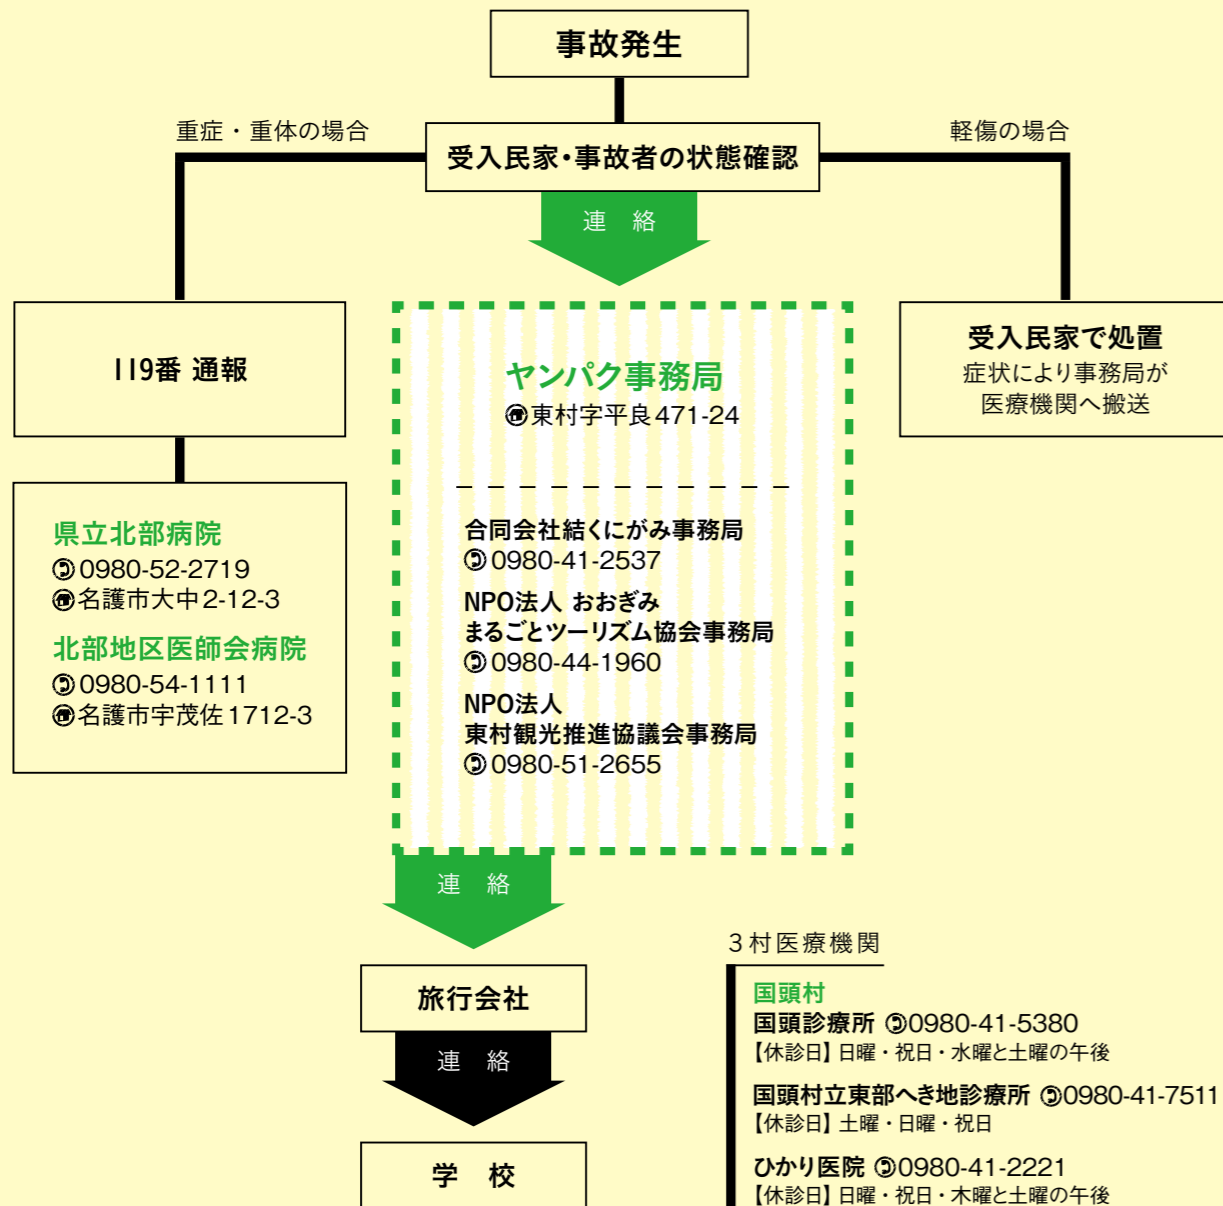 事故発生
重症・重体の場合
受入民家・事故者の状態確認
軽傷の場合
連 絡
119番 通報
県立北部病院
0980-52-2719
名護市大中2-12-3
北部地区医師会病院
0980-54-1111
名護市宇茂佐1712-3
ヤンパク事務局
東村字平良471-24
合同会社結くにがみ事務局
0980-41-2537
NPO法人 おおぎみ
まるごとツーリズム協会事務局
0980-44-1960
NPO法人
東村観光推進協議会事務局
0980-51-2655
受入民家で処置
症状により事務局が
医療機関へ搬送
連 絡
旅行会社
連 絡
学 校
3村医療機関
国頭村
国頭診療所 0980-41-5380
【休診日】日曜・祝日・水曜と土曜の午後
国頭村立東部へき地診療所 0980-41-7511
【休診日】土曜・日曜・祝日
ひかり医院 0980-41-2221
【休診日】日曜・祝日・木曜と土曜の午後